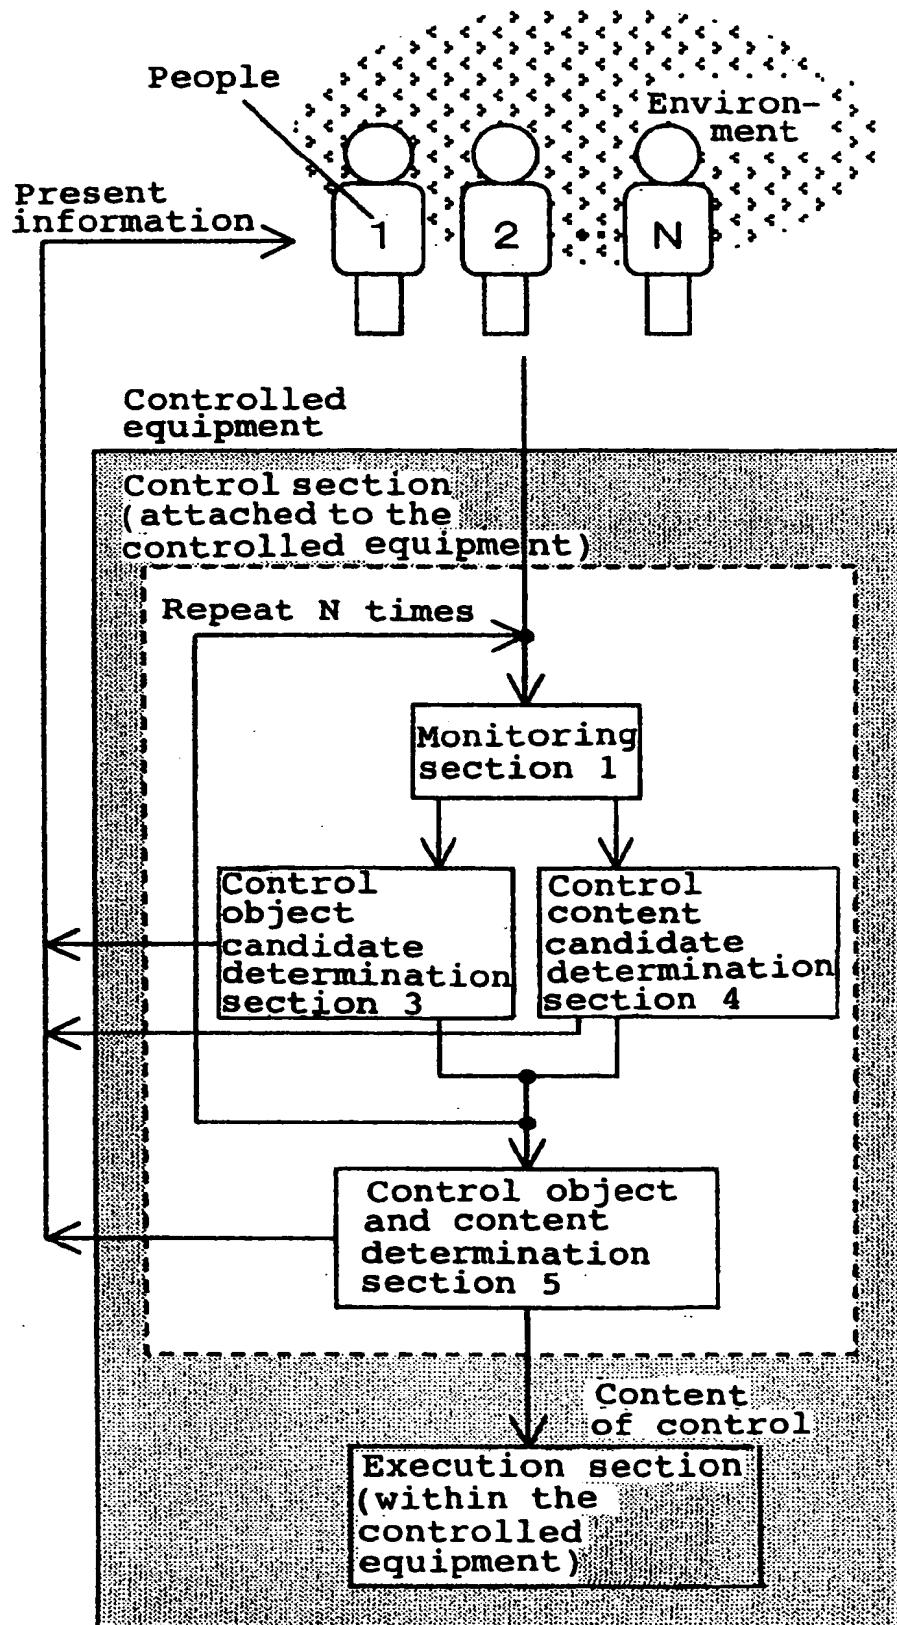 People
Environ-
ment
Present
information
1
2
N
Controlled
equipment
Control section
(attached to the
controlled equipment)
Repeat N times
Monitoring
section 1
Control
object
candidate
determination
section 3
Control
content
candidate
determination
section 4
Control object
and content
determination
section 5
Content
of control
Execution section
(within the
controlled
equipment)